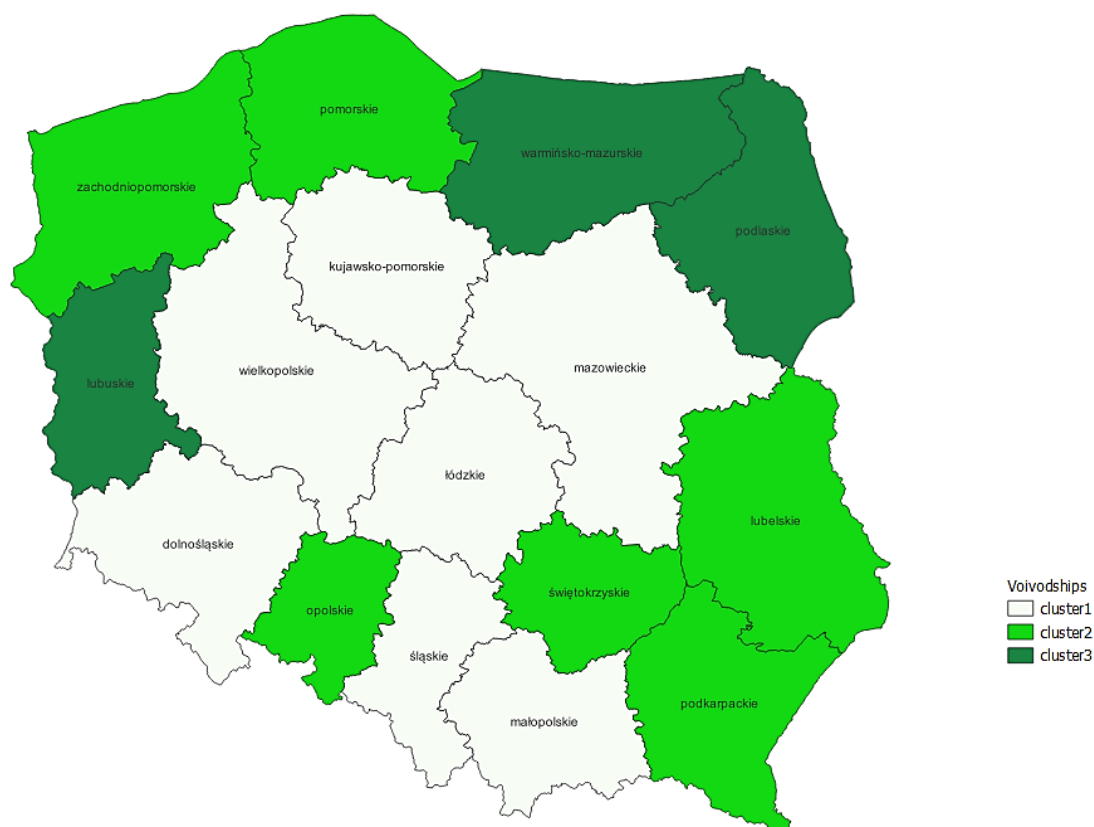 pomorskie
warmińsko-mazurskie
zachodniopomorskie
podlaskie
kujawsko-pomorskie
mazowieckie
wielkopolskie
lubuskie
łódzkie
lubelskie
dolnośląskie
świętokrzyskie
opolskie
śląskie
podkarpackie
małopolskie
Voivodships
cluster1
cluster2
cluster3